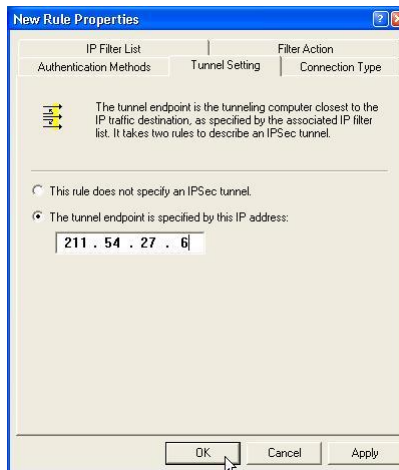 New Rule Properties
IP Filter List
Filter Action
Authentication Methods
Tunnel Setting
Connection Type
The tunnel endpoint is the tunneling computer closest to the
IP traffic destination, as specified by the associated IP filter
list. It takes two rules to describe an IPSec tunnel.
This rule does not specify an IPSec tunnel.
The tunnel endpoint is specified by this IP address:
211 . 54 . 27 . 6
OK
Cancel
Apply